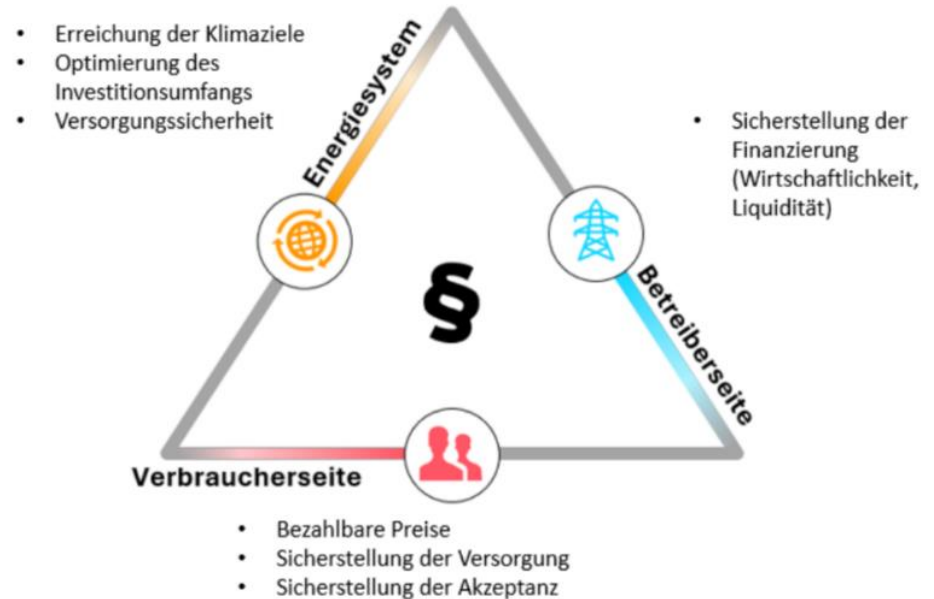 • Erreichung der Klimaziele
• Optimierung des
Investitionsumfangs
• Versorgungssicherheit
Energiesystem
• Sicherstellung der
Finanzierung
(Wirtschaftlichkeit,
Liquidität)
§
Betreiberseite
Verbraucherseite
• Bezahlbare Preise
• Sicherstellung der Versorgung
• Sicherstellung der Akzeptanz